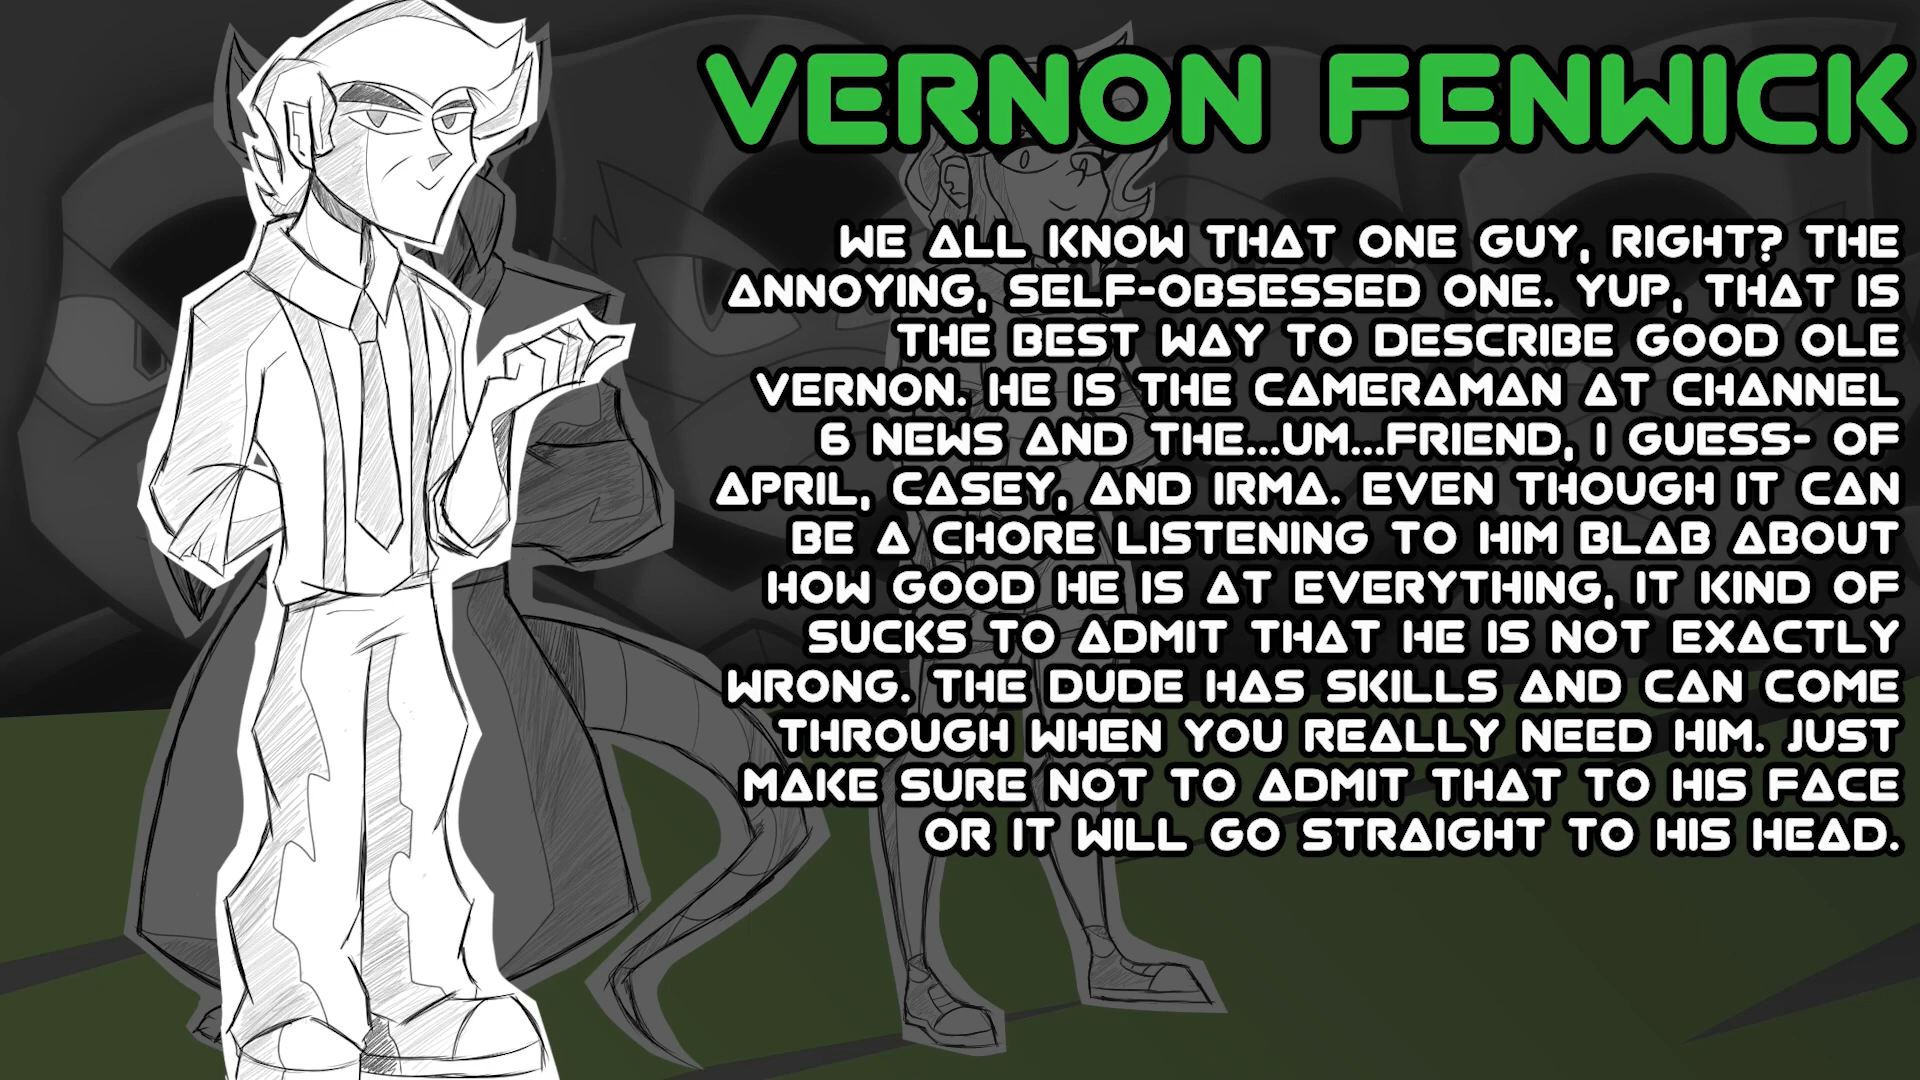 VERNON FENWICK
WE ALL KNOW THAT ONE GUY, RIGHT? THE
ANNOYING, SELF-OBSESSED ONE. YUP, THAT IS
THE BEST WAY TO DESCRIBE GOOD OLE
VERNON. HE IS THE CAMERAMAN AT CHANNEL
6 NEWS AND THE...UM...FRIEND, I GUESS- OF
APRIL, CASEY, AND IRMA. EVEN THOUGH IT CAN
BE A CHORE LISTENING TO HIM BLAB ABOUT
HOW GOOD HE IS AT EVERYTHING, IT KIND OF
SUCKS TO ADMIT THAT HE IS NOT EXACTLY
WRONG. THE DUDE HAS SKILLS AND CAN COME
THROUGH WHEN YOU REALLY NEED HIM. JUST
MAKE SURE NOT TO ADMIT THAT TO HIS FACE
OR IT WILL GO STRAIGHT TO HIS HEAD.